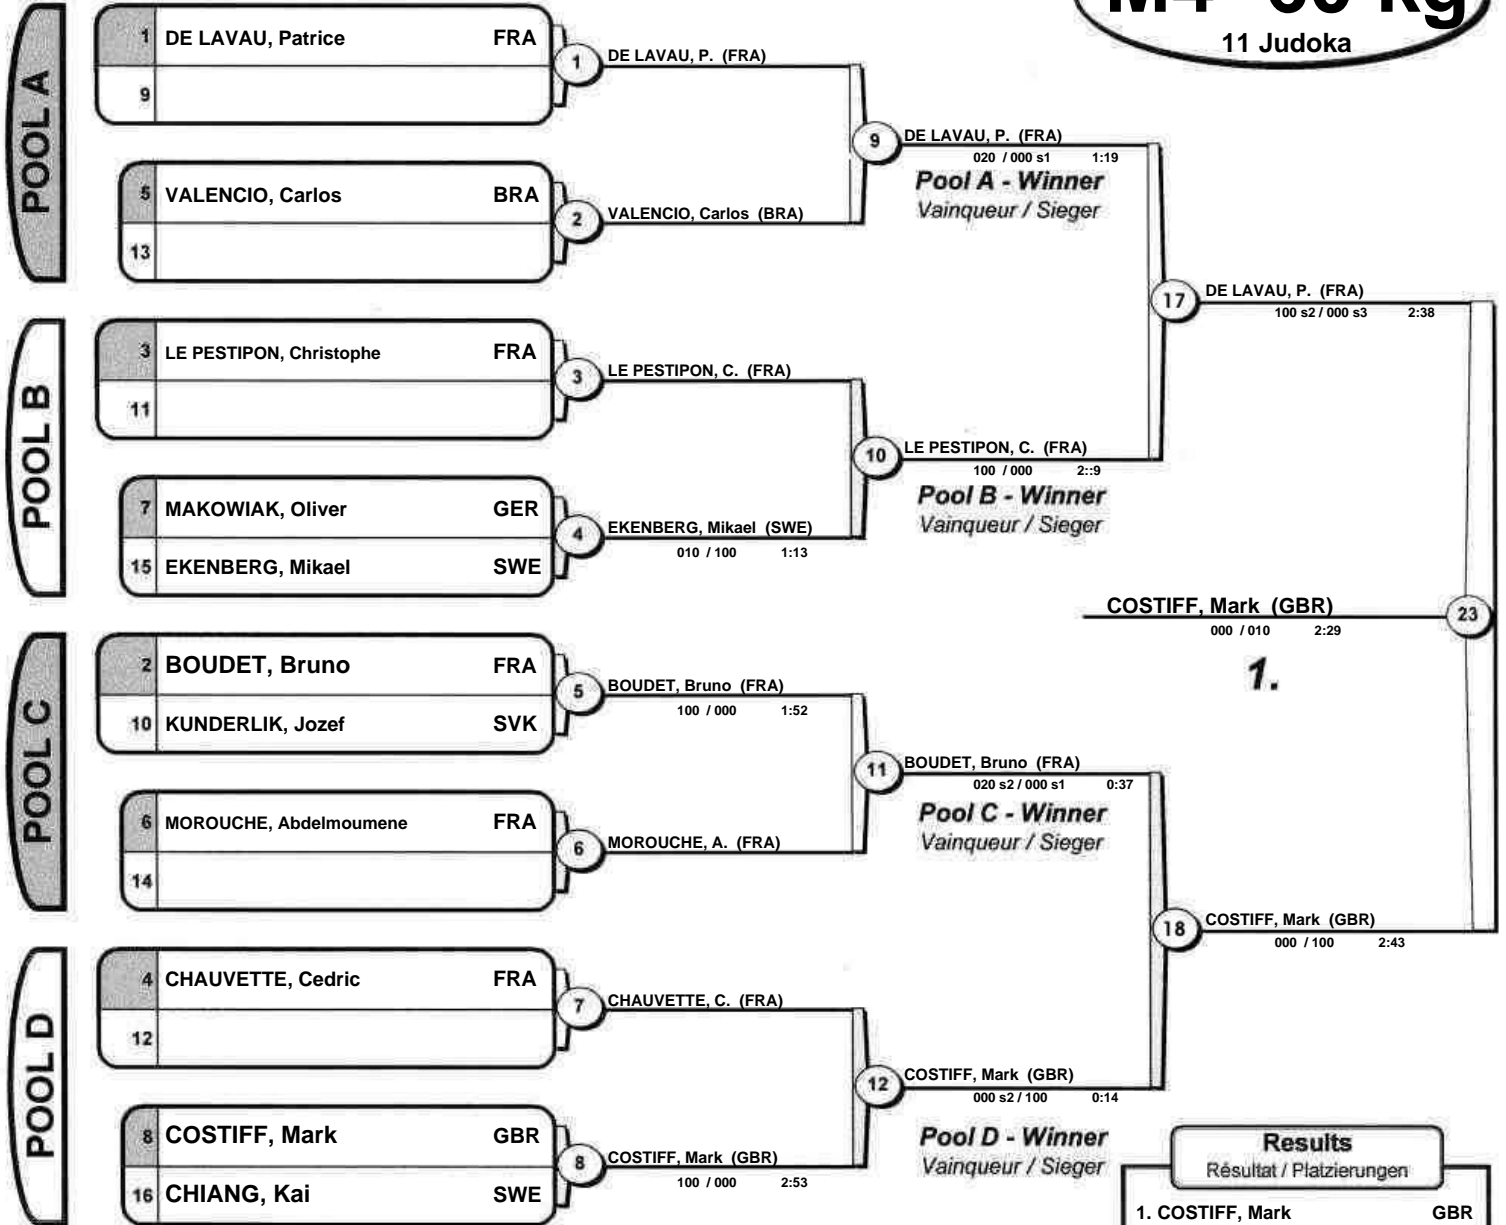 M4 -60 kg
11 Judoka
POOL A
1 DE LAVAU, Patrice FRA
9
5 VALENCIO, Carlos BRA
13
1 DE LAVAU, P. (FRA)
2 VALENCIO, Carlos (BRA)
9 DE LAVAU, P. (FRA)
020 / 000 s1 1:19
Pool A - Winner
Vainqueur / Sieger
POOL B
3 LE PESTIPON, Christophe FRA
11
7 MAKOWIAK, Oliver GER
15 EKENBERG, Mikael SWE
3 LE PESTIPON, C. (FRA)
4 EKENBERG, Mikael (SWE)
010 / 100 1:13
10 LE PESTIPON, C. (FRA)
100 / 000 2::9
Pool B - Winner
Vainqueur / Sieger
17 DE LAVAU, P. (FRA)
100 s2 / 000 s3 2:38
POOL C
2 BOUDET, Bruno FRA
10 KUNDERLIK, Jozef SVK
6 MOROUCHE, Abdelmoumene FRA
14
5 BOUDET, Bruno (FRA)
100 / 000 1:52
6 MOROUCHE, A. (FRA)
11 BOUDET, Bruno (FRA)
020 s2 / 000 s1 0:37
Pool C - Winner
Vainqueur / Sieger
POOL D
4 CHAUVETTE, Cedric FRA
12
8 COSTIFF, Mark GBR
16 CHIANG, Kai SWE
7 CHAUVETTE, C. (FRA)
8 COSTIFF, Mark (GBR)
100 / 000 2:53
12 COSTIFF, Mark (GBR)
000 s2 / 100 0:14
Pool D - Winner
Vainqueur / Sieger
18 COSTIFF, Mark (GBR)
000 / 100 2:43
COSTIFF, Mark (GBR) 23
000 / 010 2:29
1.
Results
Résultat / Platzierungen
1. COSTIFF, Mark GBR